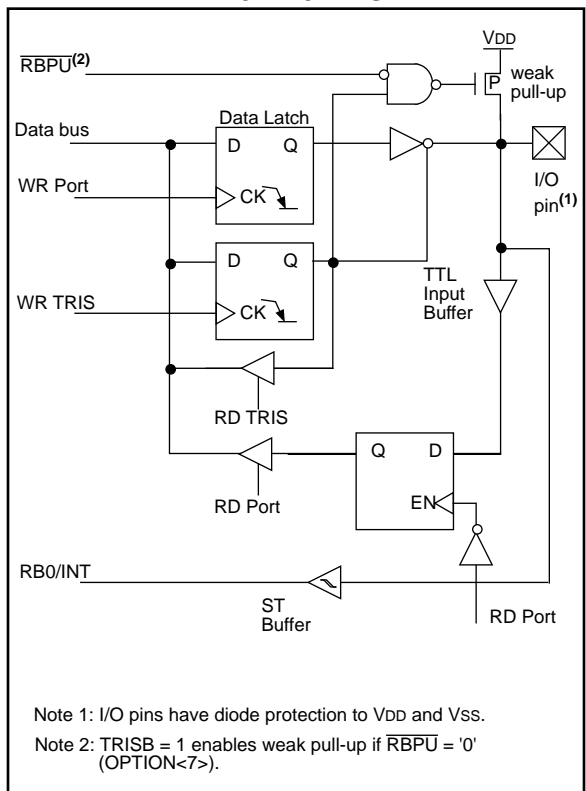 VDD
RBPU(2)
P
weak
pull-up
Data bus
Data Latch
D Q
I/O
pin(1)
WR Port
CK
D Q
TTL
Input
Buffer
WR TRIS
CK
RD TRIS
Q D
RD Port
EN
RB0/INT
ST
Buffer
RD Port
Note 1: I/O pins have diode protection to VDD and VSS.
Note 2: TRISB = 1 enables weak pull-up if RBPU = '0'
(OPTION<7>).